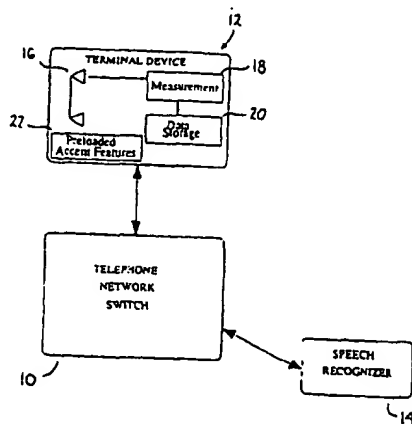 12
TERMINAL DEVICE
16
18
Measurement
22
Data
Storage
20
Preloaded
Access Features
TELEPHONE
NETWORK
SWITCH
SPEECH
RECOGNIZER
10
14